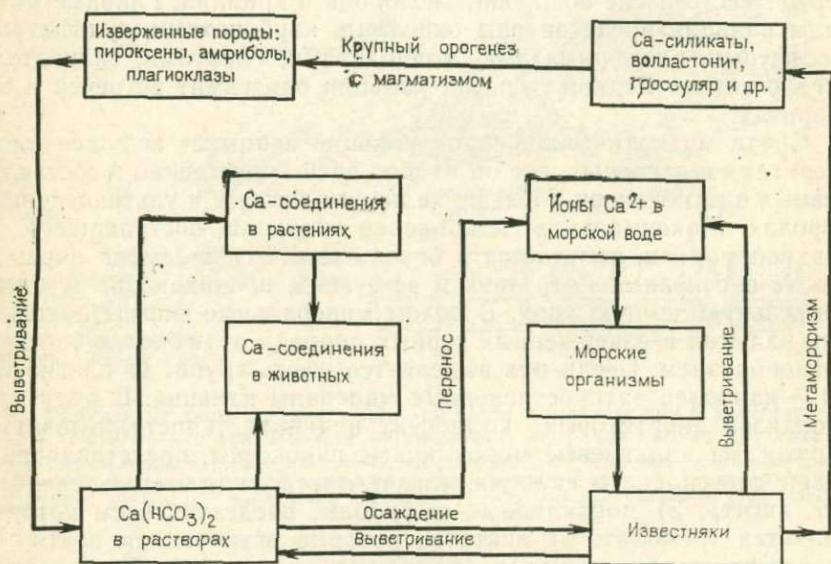 Изверженные породы:
пироксены, амфиболы,
плагиоклазы
Крупный орогенез
с магматизмом
Ca-силикаты,
волластонит,
гроссуляр и др.
Ca-соединения
в растениях
Ионы Ca²⁺ в
морской воде
Ca-соединения
в животных
Морские
организмы
Выветривание
Перенос
Выветривание
Метаморфизм
Ca(HCO₃)₂
в растворах
Осаждение
Выветривание
Известняки